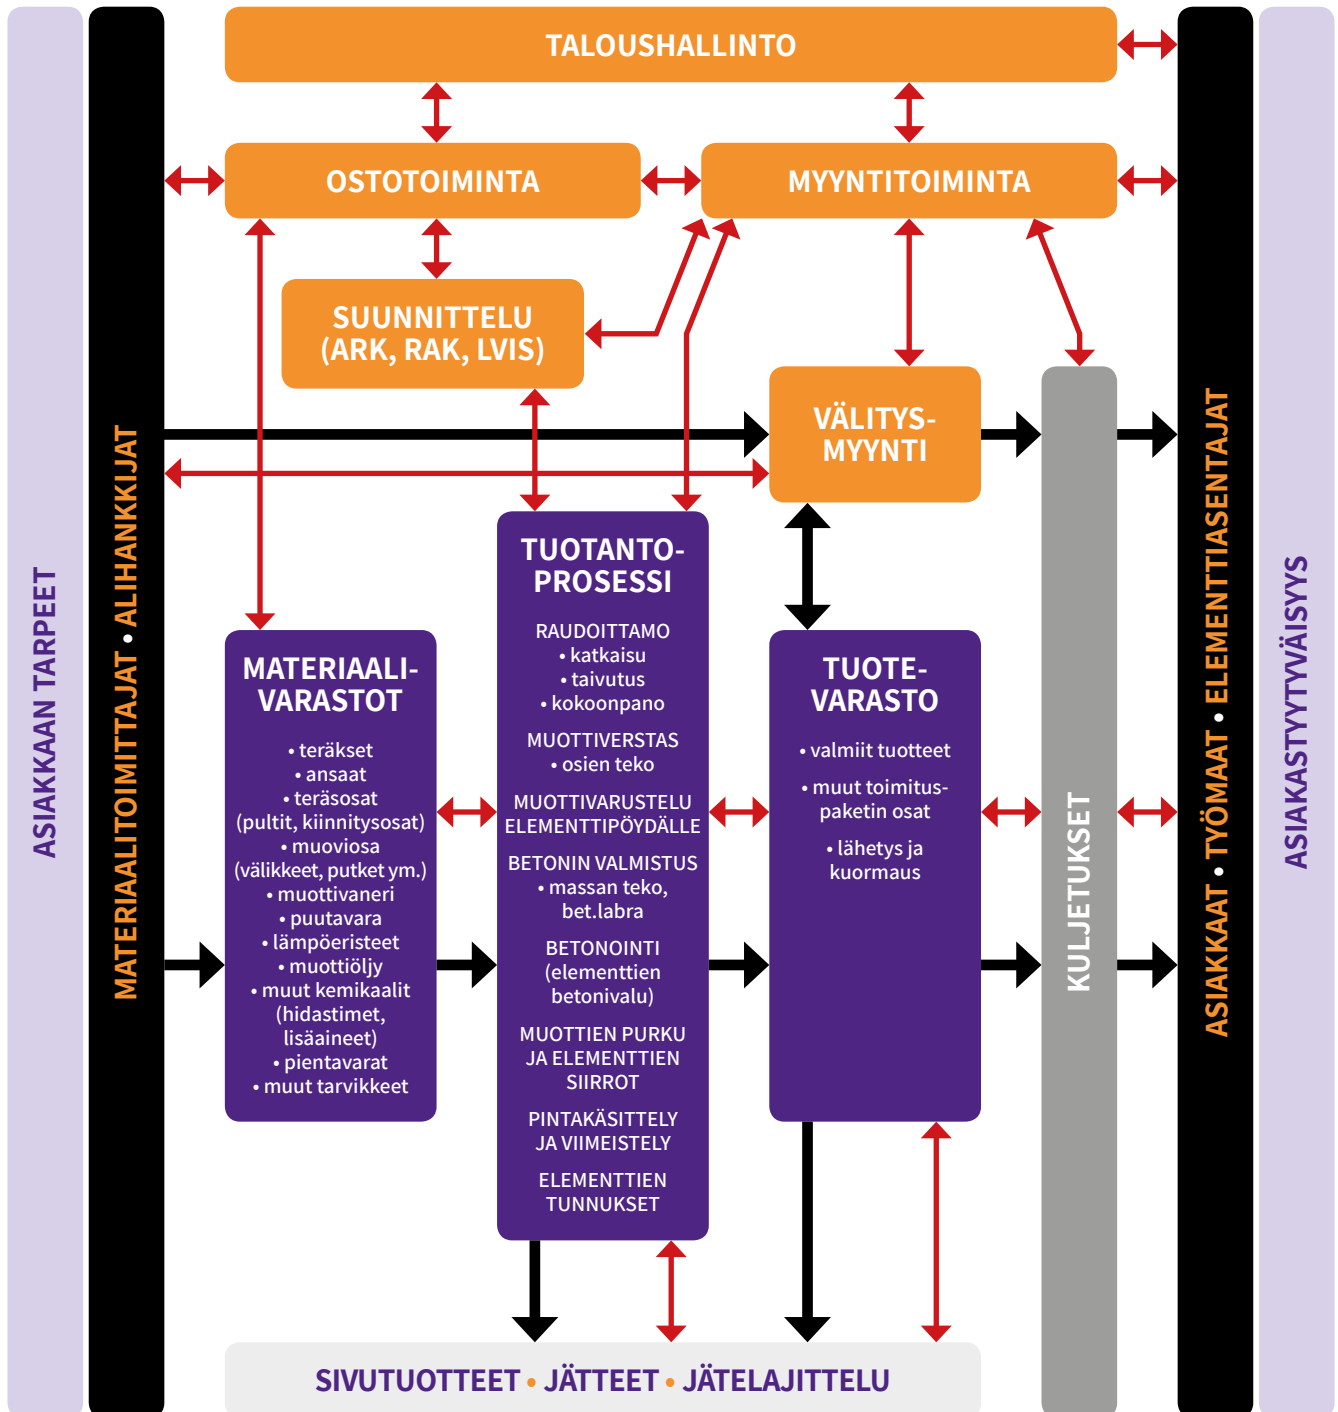 ASIAKKAAN TARPEET
MATERIAALITOIMITTAJAT • ALIHANKKIJAT
TALOUSHALLINTO
OSTOTOIMINTA
MYYNTITOIMINTA
SUUNNITTELU
(ARK, RAK, LVIS)
VÄLITYS-
MYYNTI
MATERIAALI-
VARASTOT
• teräkset
• ansaat
• teräsosat
(pultit, kiinnitysosat)
• muoviosa
(välikkeet, putket ym.)
• muottivaneri
• puutavara
• lämpöeristeet
• muottiöljy
• muut kemikaalit
(hidastimet,
lisäaineet)
• pientavarat
• muut tarvikkeet
TUOTANTO-
PROSESSI
RAUDOITTAMO
• katkaisu
• taivutus
• kokoonpano
MUOTTIVERSTAS
• osien teko
MUOTTIVARUSTELU
ELEMENTTIPÖYDÄLLE
BETONIN VALMISTUS
• massan teko,
bet.labra
BETONOINTI
(elementtien
betonivalu)
MUOTTIEN PURKU
JA ELEMENTTIEN
SIIRROT
PINTAKÄSITTELY
JA VIIMEISTELY
ELEMENTTIEN
TUNNUKSET
TUOTE-
VARASTO
• valmiit tuotteet
• muut toimitus-
paketin osat
• lähetys ja
kuormaus
KULJETUKSET
ASIAKKAAT • TYÖMAAT • ELEMENTTIASENTAJAT
ASIAKASTYYTYVÄISYYS
SIVUTUOTTEET • JÄTTEET • JÄTELAJITTELU